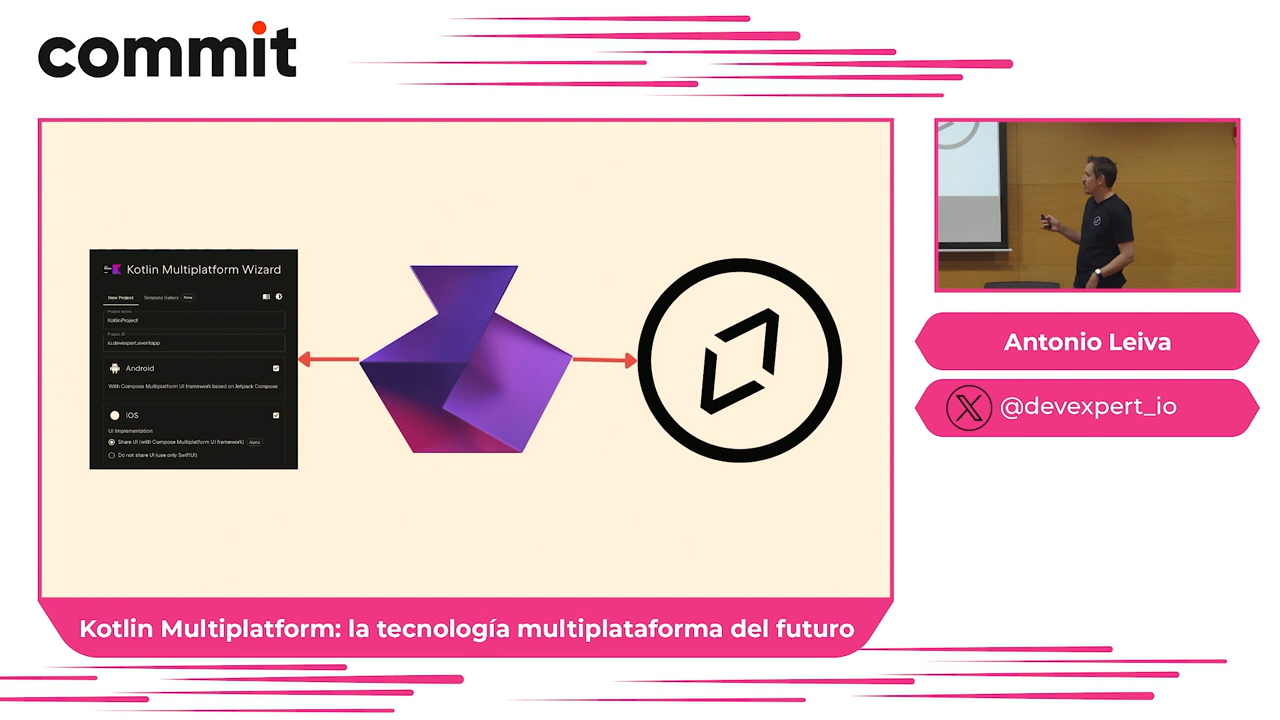 commit
Kotlin Multiplatform Wizard
New Project
Template Gallery
New
Project Name
KotlinProject
Project ID
io.devexpert.eventapp
Android
With Compose Multiplatform UI framework based on Jetpack Compose
iOS
UI Implementation
Share UI (with Compose Multiplatform UI framework)
Alpha
Do not share UI (use only SwiftUI)
Antonio Leiva
@devexpert_io
Kotlin Multiplatform: la tecnología multiplataforma del futuro